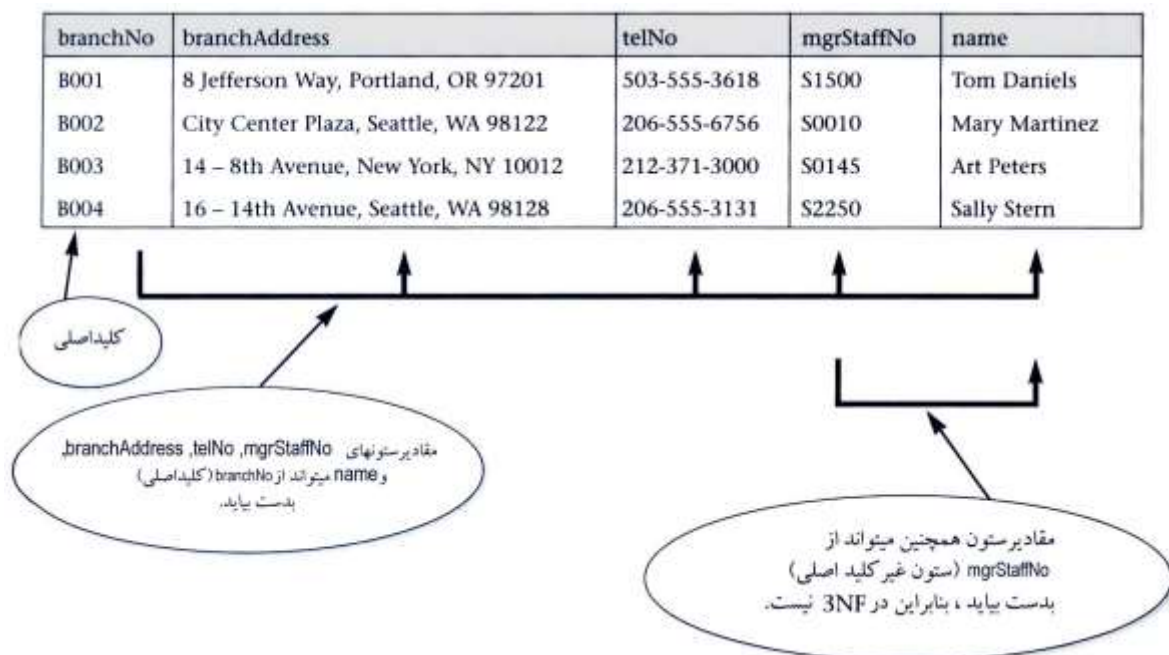 branchNo branchAddress telNo mgrStaffNo name
B001 8 Jefferson Way, Portland, OR 97201 503-555-3618 S1500 Tom Daniels
B002 City Center Plaza, Seattle, WA 98122 206-555-6756 S0010 Mary Martinez
B003 14 – 8th Avenue, New York, NY 10012 212-371-3000 S0145 Art Peters
B004 16 – 14th Avenue, Seattle, WA 98128 206-555-3131 S2250 Sally Stern
کلیداصلی
مقادیرستونهای branchAddress ,telNo ,mgrStaffNo,
و name میتواند از branchNo (کلیداصلی)
بدست بیاید.
مقادیرستون همچنین میتواند از
mgrStaffNo (ستون غیر کلید اصلی)
بدست بیاید ، بنابراین در 3NF نیست.